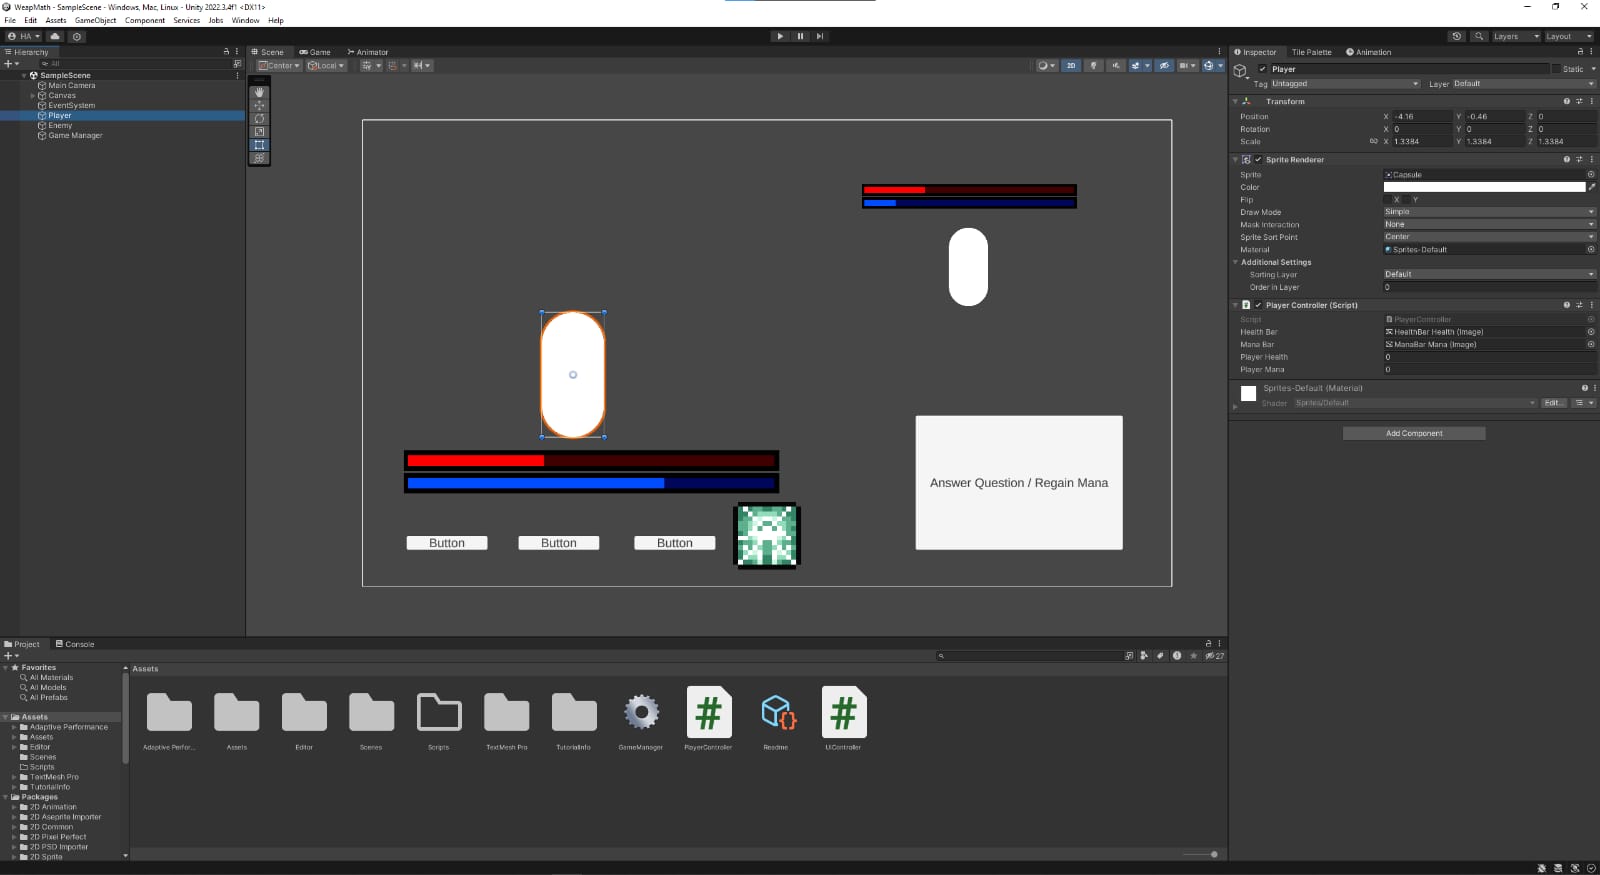 WeapMath - SampleScene - Windows, Mac, Linux - Unity 2022.3.4f1 <DX11>
File Edit Assets GameObject Component Services Jobs Window Help
HA Layers Layout
Hierarchy Scene Game Animator Inspector Tile Palette Animation
All
Center Local 2D
SampleScene
Main Camera
Canvas
EventSystem
Player
Enemy
Game Manager
Player Static
Tag Untagged Layer Default
Transform
Position X -4.16 Y -0.46 Z 0
Rotation X 0 Y 0 Z 0
Scale X 1.3384 Y 1.3384 Z 1.3384
Sprite Renderer
Sprite Capsule
Color
Flip X Y
Draw Mode Simple
Mask Interaction None
Sprite Sort Point Center
Material Sprites-Default
Additional Settings
Sorting Layer Default
Order in Layer 0
Player Controller (Script)
Script PlayerController
Health Bar HealthBar Health (Image)
Mana Bar ManaBar Mana (Image)
Player Health 0
Player Mana 0
Sprites-Default (Material)
Shader Sprites/Default Edit...
Add Component
Answer Question / Regain Mana
Button Button Button
Project Console
27
Favorites
All Materials
All Models
All Prefabs
Assets
Adaptive Performance
Assets
Editor
Scenes
Scripts
TextMesh Pro
TutorialInfo
Packages
2D Animation
2D Aseprite Importer
2D Common
2D Pixel Perfect
2D PSD Importer
2D Sprite
Assets
Adaptive Perfor... Assets Editor Scenes Scripts TextMesh Pro TutorialInfo GameManager PlayerController Readme UIController